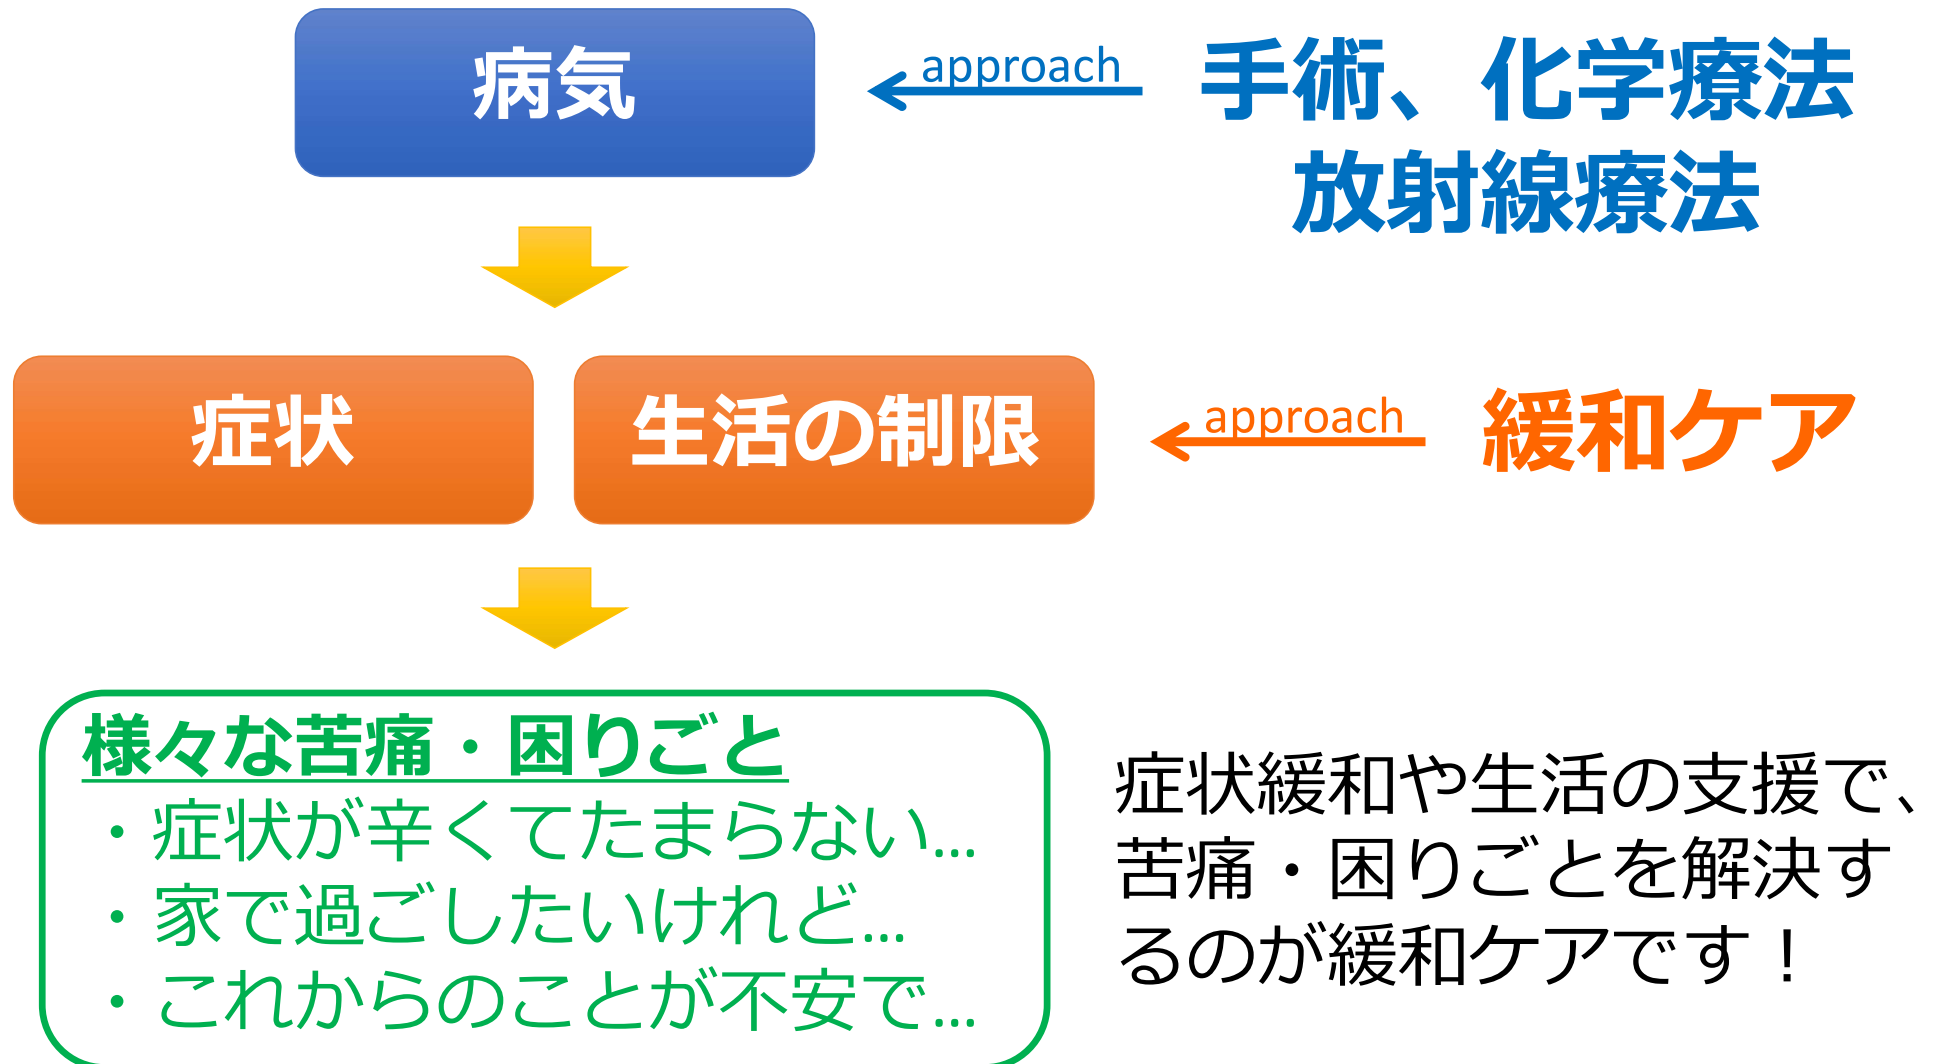 病気
approach
手術、化学療法
放射線療法
症状
生活の制限
approach
緩和ケア
様々な苦痛・困りごと
・症状が辛くてたまらない...
・家で過ごしたいけれど...
・これからのことが不安で...
症状緩和や生活の支援で、
苦痛・困りごとを解決す
るのが緩和ケアです！